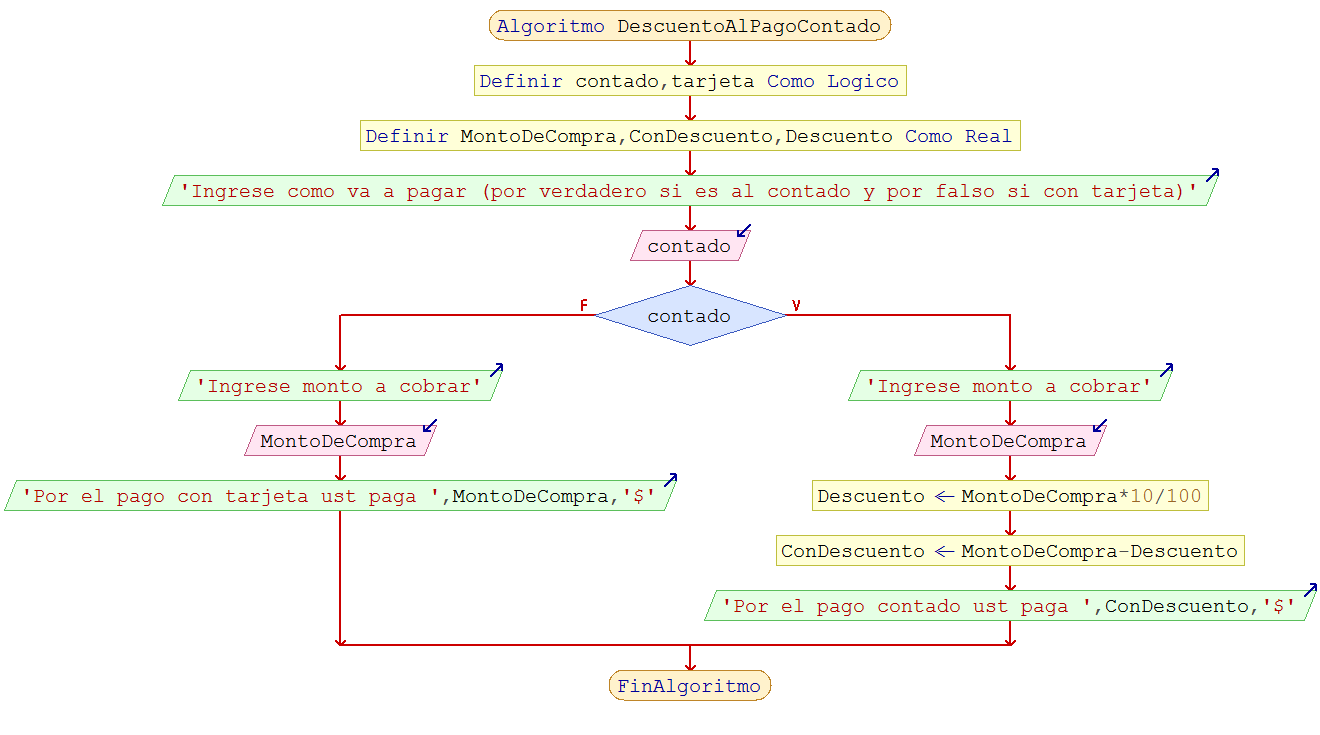 Algoritmo DescuentoAlPagoContado
Definir contado,tarjeta Como Logico
Definir MontoDeCompra,ConDescuento,Descuento Como Real
'Ingrese como va a pagar (por verdadero si es al contado y por falso si con tarjeta)'
contado
F
contado
V
'Ingrese monto a cobrar'
MontoDeCompra
'Por el pago con tarjeta ust paga ',MontoDeCompra,'$'
'Ingrese monto a cobrar'
MontoDeCompra
Descuento ← MontoDeCompra*10/100
ConDescuento ← MontoDeCompra-Descuento
'Por el pago contado ust paga ',ConDescuento,'$'
FinAlgoritmo